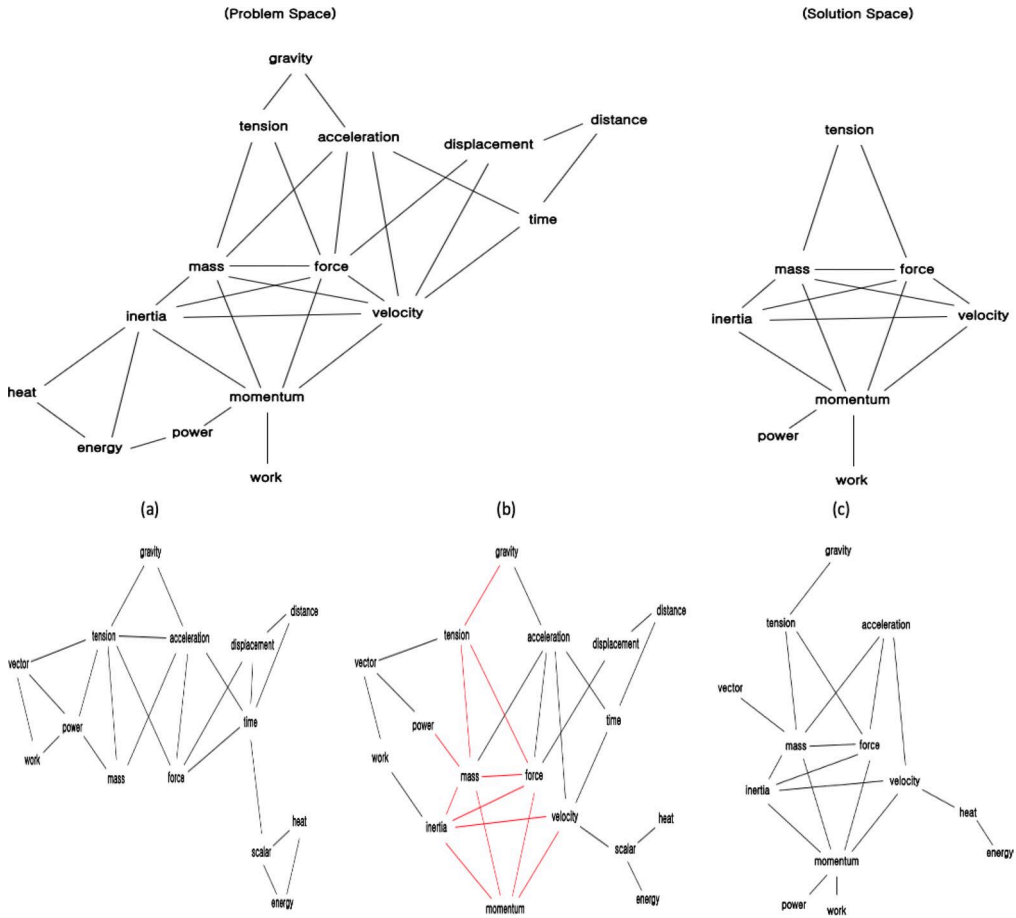 (Problem Space)
(Solution Space)
gravity
tension
acceleration
displacement
distance
time
mass
force
inertia
velocity
heat
momentum
power
energy
work
tension
mass
force
inertia
velocity
momentum
power
work
(a)
(b)
(c)
gravity
distance
tension
acceleration
displacement
vector
power
time
work
mass
force
heat
scalar
energy
gravity
distance
tension
acceleration
displacement
vector
power
time
work
mass
force
inertia
velocity
heat
scalar
energy
momentum
gravity
tension
acceleration
vector
mass
force
inertia
velocity
heat
energy
momentum
power
work